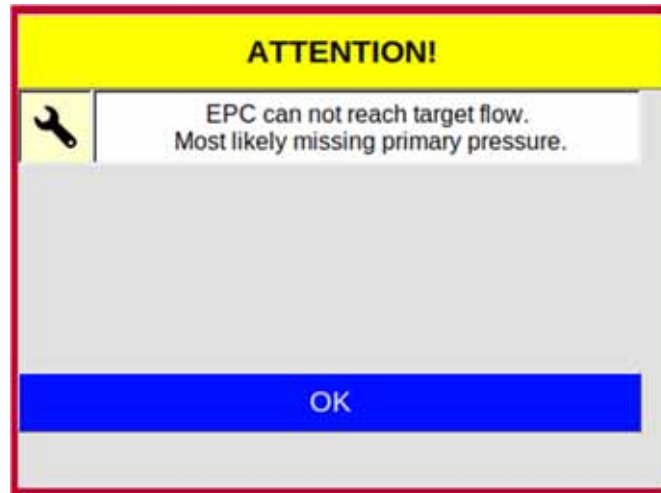 ATTENTION!
EPC can not reach target flow.
Most likely missing primary pressure.
OK